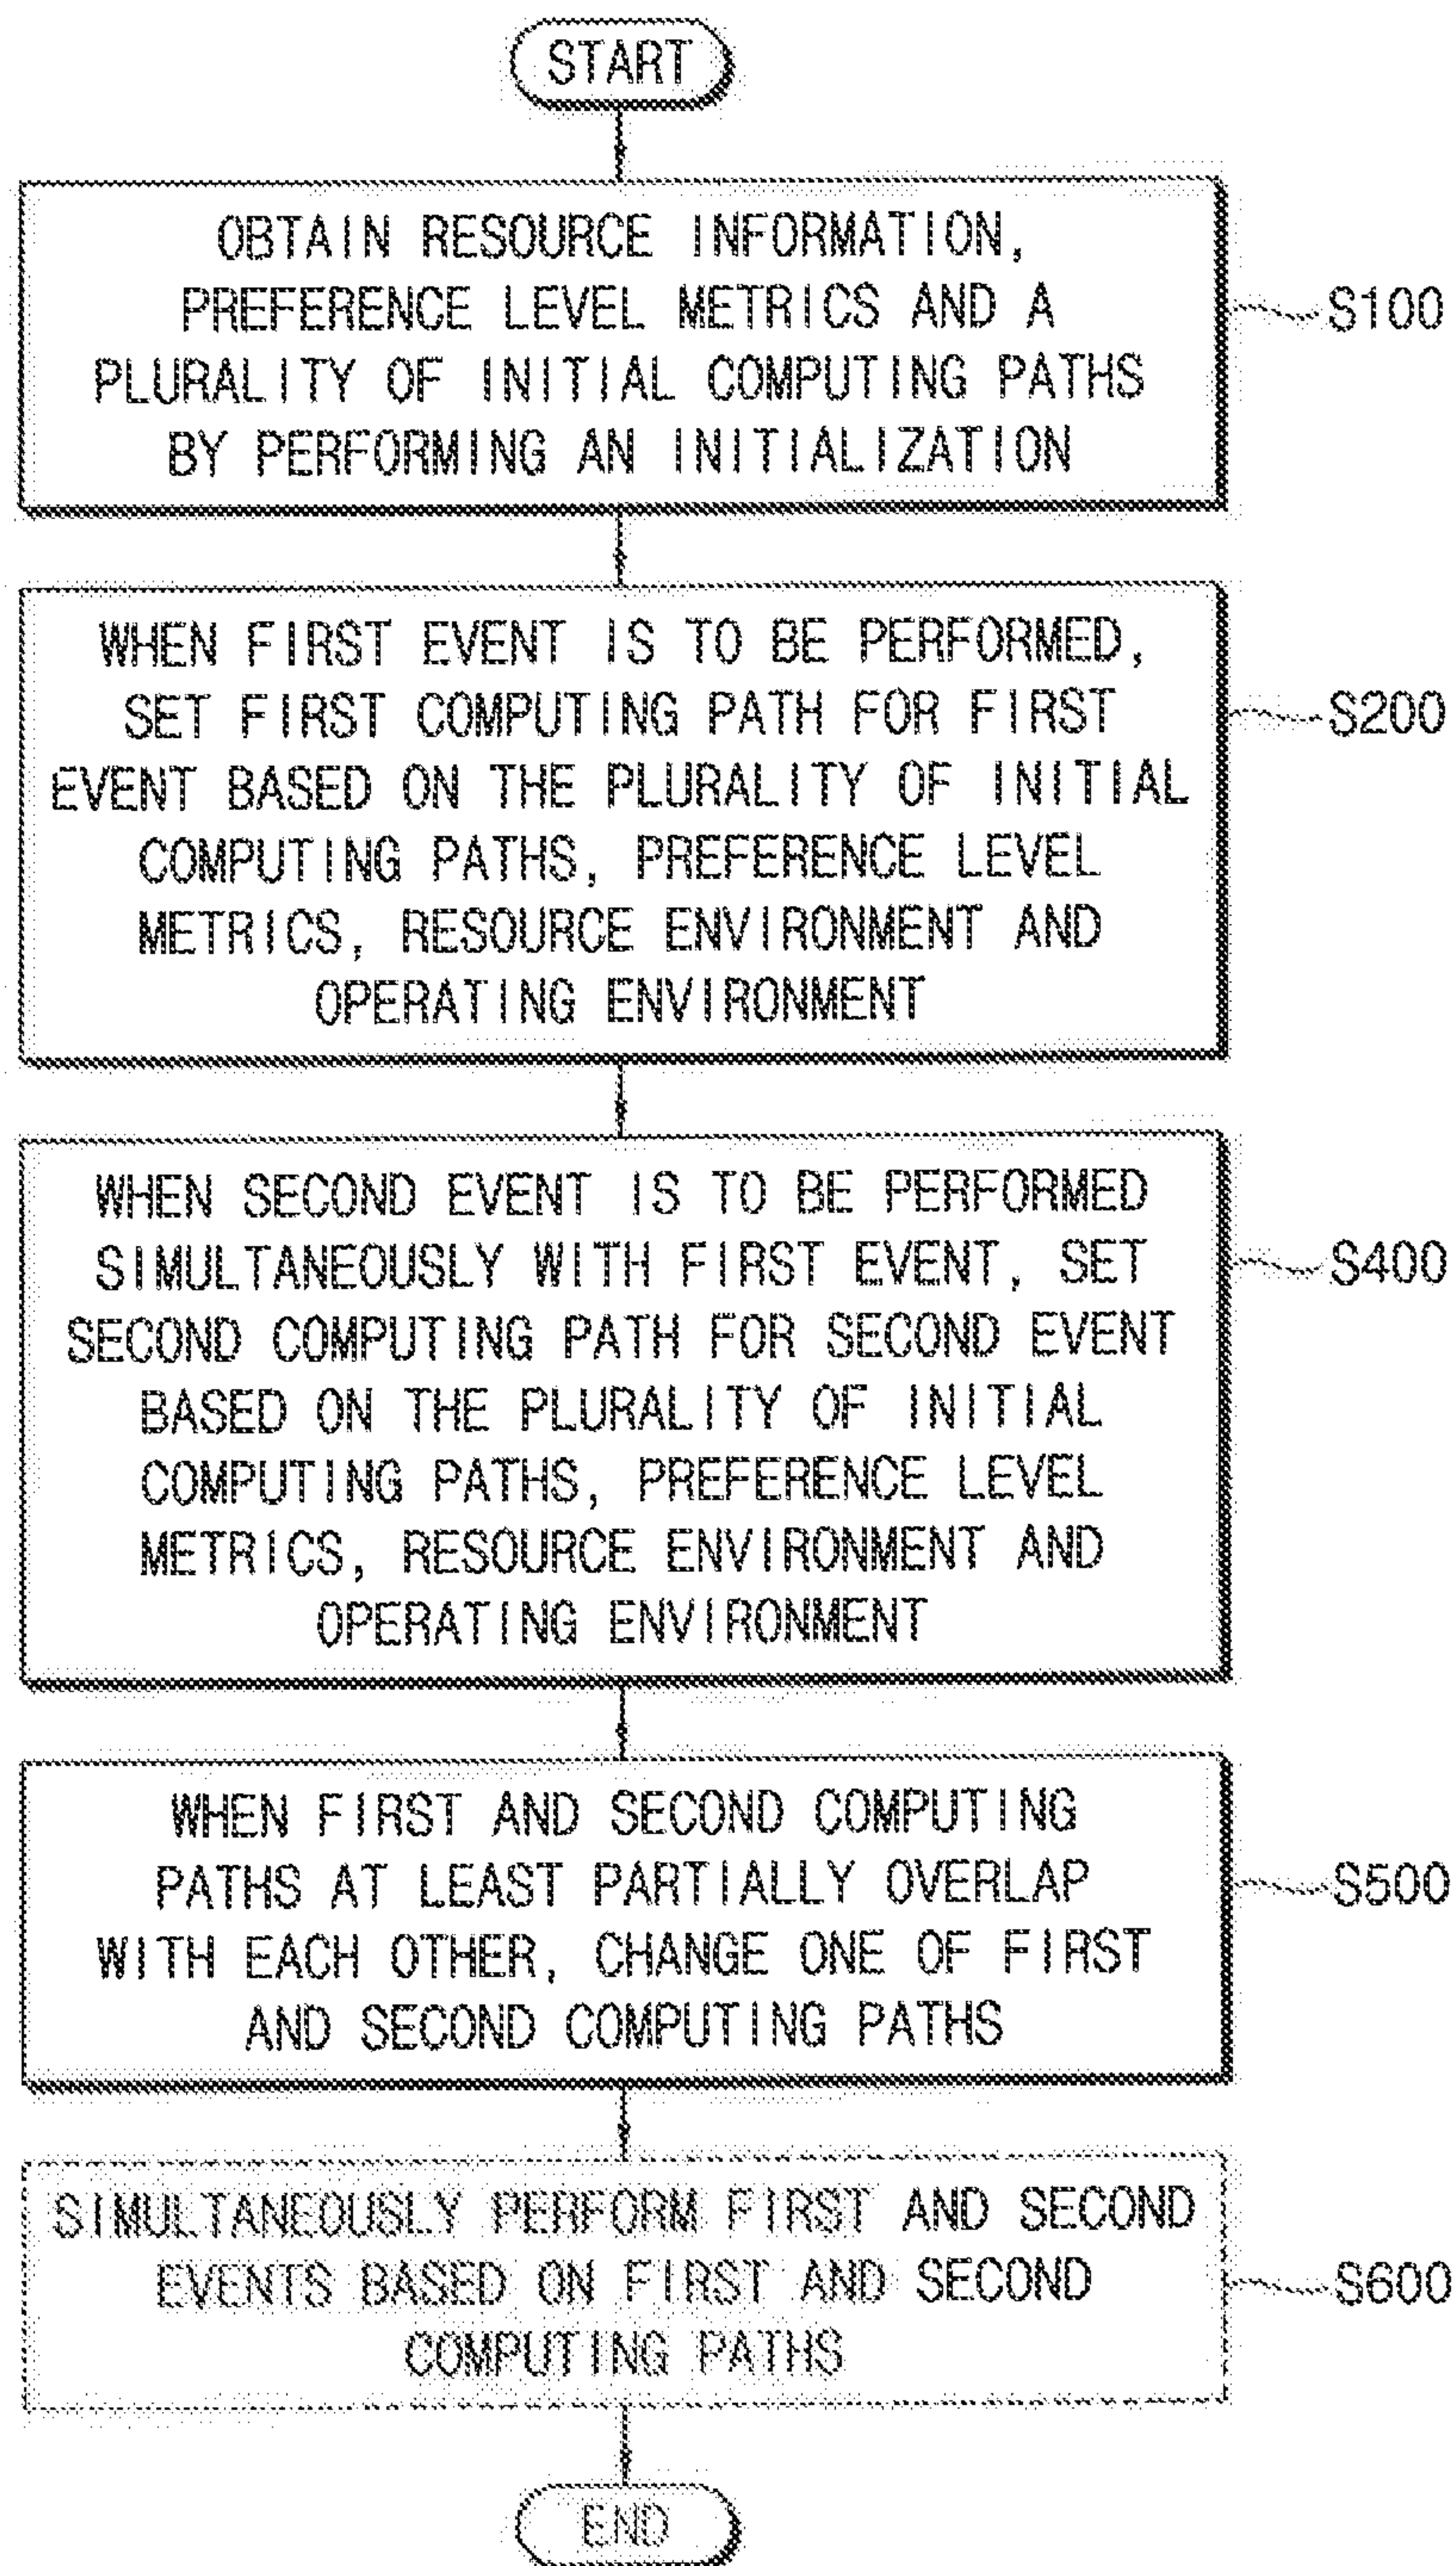 START
OBTAIN RESOURCE INFORMATION,
PREFERENCE LEVEL METRICS AND A
PLURALITY OF INITIAL COMPUTING PATHS
BY PERFORMING AN INITIALIZATION
S100
WHEN FIRST EVENT IS TO BE PERFORMED,
SET FIRST COMPUTING PATH FOR FIRST
EVENT BASED ON THE PLURALITY OF INITIAL
COMPUTING PATHS, PREFERENCE LEVEL
METRICS, RESOURCE ENVIRONMENT AND
OPERATING ENVIRONMENT
S200
WHEN SECOND EVENT IS TO BE PERFORMED
SIMULTANEOUSLY WITH FIRST EVENT, SET
SECOND COMPUTING PATH FOR SECOND EVENT
BASED ON THE PLURALITY OF INITIAL
COMPUTING PATHS, PREFERENCE LEVEL
METRICS, RESOURCE ENVIRONMENT AND
OPERATING ENVIRONMENT
S400
WHEN FIRST AND SECOND COMPUTING
PATHS AT LEAST PARTIALLY OVERLAP
WITH EACH OTHER, CHANGE ONE OF FIRST
AND SECOND COMPUTING PATHS
S500
SIMULTANEOUSLY PERFORM FIRST AND SECOND
EVENTS BASED ON FIRST AND SECOND
COMPUTING PATHS
S600
END